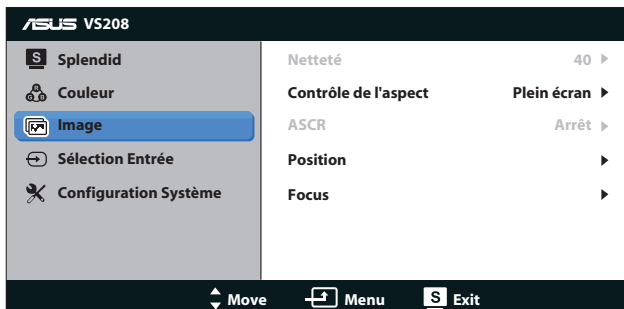 ASUS VS208
S Splendid
Couleur
Image
Sélection Entrée
Configuration Système
Netteté 40
Contrôle de l'aspect Plein écran
ASCR Arrêt
Position
Focus
Move Menu S Exit